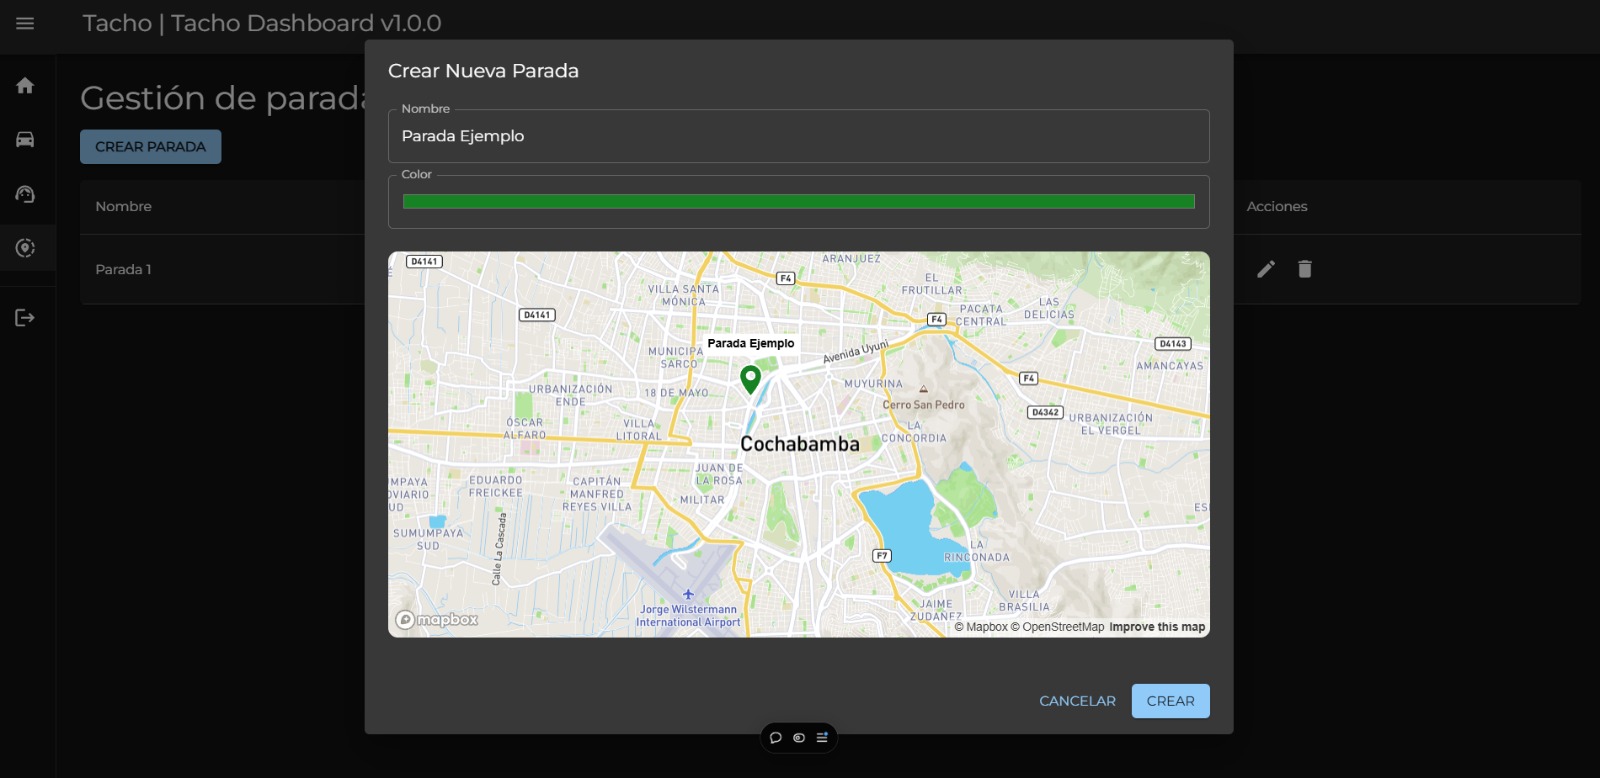 Tacho | Tacho Dashboard v1.0.0
Gestión de parada
CREAR PARADA
Nombre
Acciones
Parada 1
Crear Nueva Parada
Nombre
Parada Ejemplo
Color
D4141
ARANJUEZ
F4
EL
FRUTILLAR
VILLA SANTA
MÓNICA
PACATA
CENTRAL
LAS
DELICIAS
D4141
F4
Parada Ejemplo
Avenida Uyuni
D4143
MUNICIPA
SARCO
AMANCAYAS
F4
URBANIZACIÓN
ENDE
18 DE MAYO
MUYURINA
Cerro San Pedro
D4342
URBANIZACIÓN
EL VERGEL
ÓSCAR
ALFARO
VILLA
LITORAL
LA
CONCORDIA
Cochabamba
JUAN DE
LA ROSA
UMPAYA
OVIARIO
EDUARDO
FREICKEE
CAPITÁN
MANFRED
REYES VILLA
MILITAR
ES
SUMUMPAYA
SUD
Calle La Cascada
F7
LA
RINCONADA
Jorge Wilstermann
International Airport
JAIME
ZUDAÑEZ
VILLA
BRASILIA
mapbox
© Mapbox © OpenStreetMap Improve this map
CANCELAR
CREAR